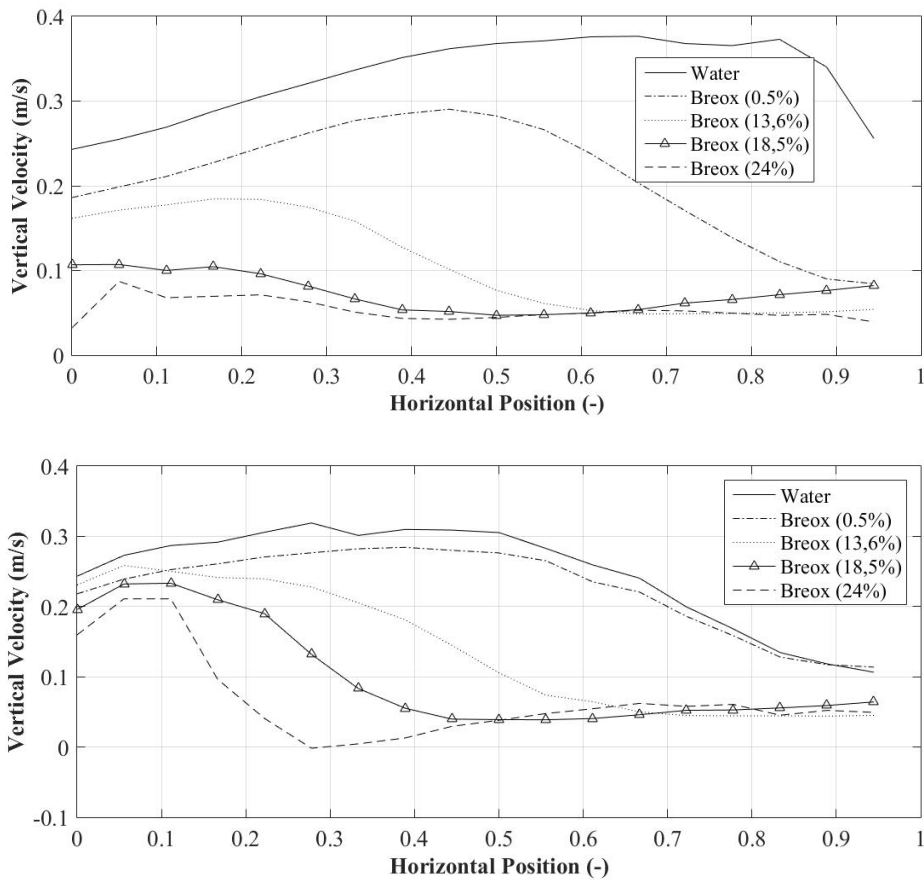 0.4
0.3
0.2
0.1
0
Vertical Velocity (m/s)
Water
Breox (0.5%)
Breox (13,6%)
Breox (18,5%)
Breox (24%)
0 0.1 0.2 0.3 0.4 0.5 0.6 0.7 0.8 0.9 1
Horizontal Position (-)
0.4
0.3
0.2
0.1
0
-0.1
Vertical Velocity (m/s)
Water
Breox (0.5%)
Breox (13,6%)
Breox (18,5%)
Breox (24%)
0 0.1 0.2 0.3 0.4 0.5 0.6 0.7 0.8 0.9 1
Horizontal Position (-)